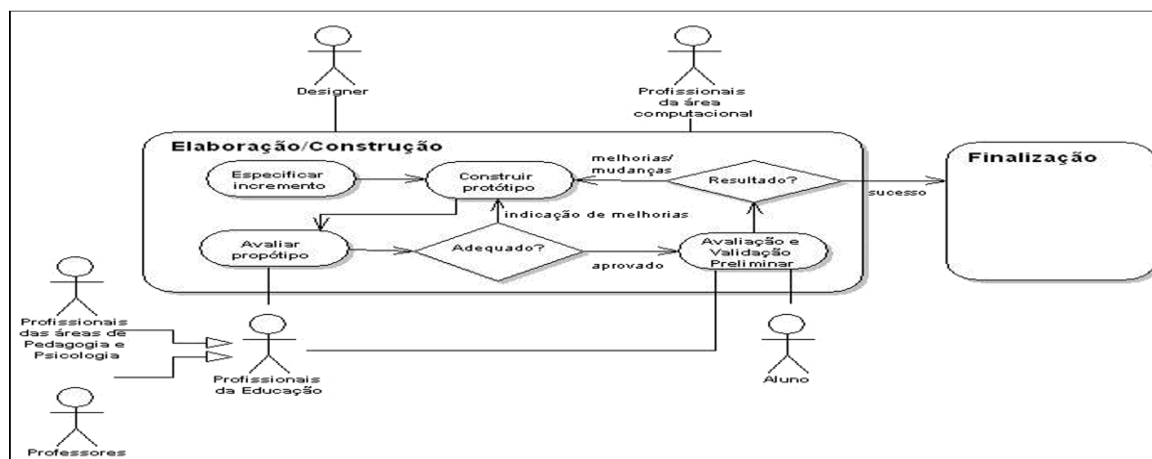 Designer
Profissionais
da área
computacional
Elaboração/Construção
Finalização
Especificar
incremento
Construir
protótipo
melhorias/
mudanças
Resultado?
sucesso
indicação de melhorias
Avaliar
propótipo
Adequado?
aprovado
Avaliação e
Validação
Preliminar
Profissionais
das áreas de
Pedagogia e
Psicologia
Profissionais
da Educação
Aluno
Professores